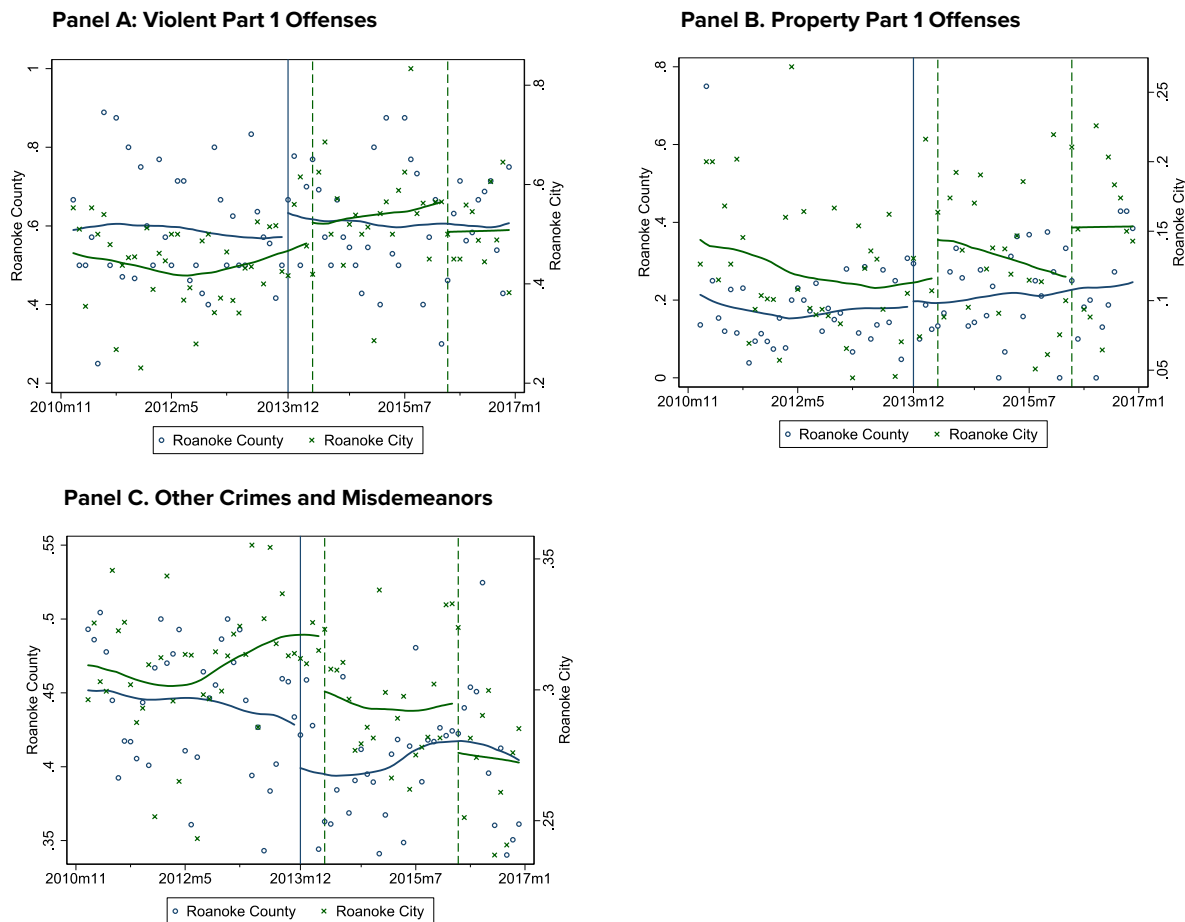 Panel A: Violent Part 1 Offenses
Roanoke County
1
.8
.6
.4
.2
.8
.6
.4
.2
Roanoke City
2010m11 2012m5 2013m12 2015m7 2017m1
Roanoke County Roanoke City
Panel B. Property Part 1 Offenses
Roanoke County
.8
.6
.4
.2
0
.25
.2
.15
.1
.05
Roanoke City
2010m11 2012m5 2013m12 2015m7 2017m1
Roanoke County Roanoke City
Panel C. Other Crimes and Misdemeanors
Roanoke County
.55
.5
.45
.4
.35
.35
.3
.25
Roanoke City
2010m11 2012m5 2013m12 2015m7 2017m1
Roanoke County Roanoke City